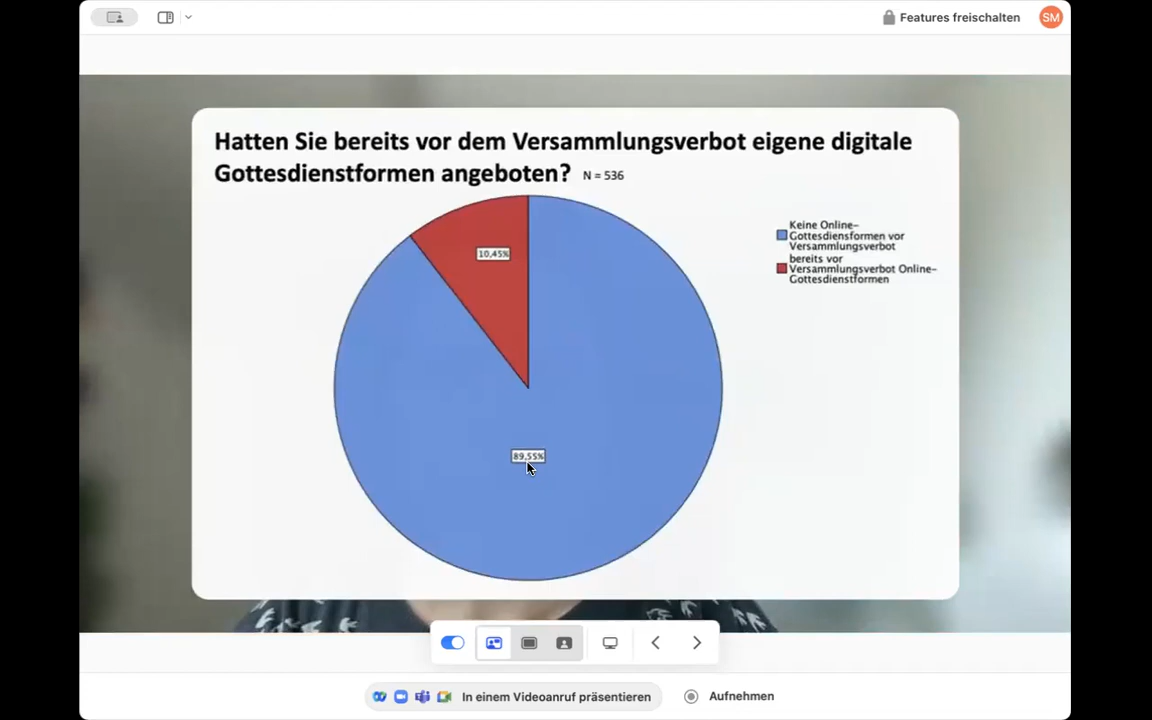 Features freischalten
SM
Hatten Sie bereits vor dem Versammlungsverbot eigene digitale
Gottesdienstformen angeboten? N = 536
Keine Online-
Gottesdiensformen vor
Versammlungsverbot
bereits vor
Versammlungsverbot Online-
Gottesdienstformen
10,45%
89,55%
In einem Videoanruf präsentieren
Aufnehmen